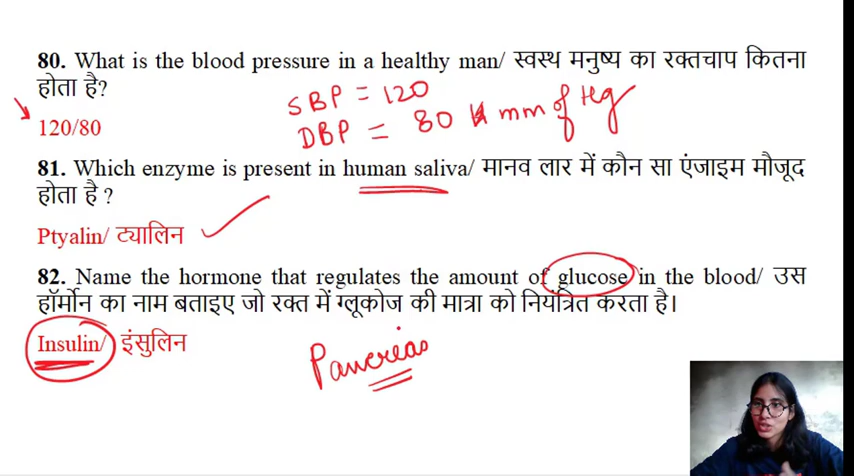 80. What is the blood pressure in a healthy man/ स्वस्थ मनुष्य का रक्तचाप कितना
होता है?
SBP = 120
120/80
DBP = 80 mm of Hg
81. Which enzyme is present in human saliva/ मानव लार में कौन सा एंजाइम मौजूद
होता है ?
Ptyalin/ ट्यालिन
82. Name the hormone that regulates the amount of glucose in the blood/ उस
हॉर्मोन का नाम बताइए जो रक्त में ग्लूकोज की मात्रा को नियंत्रित करता है।
Insulin/ इंसुलिन
Pancreias